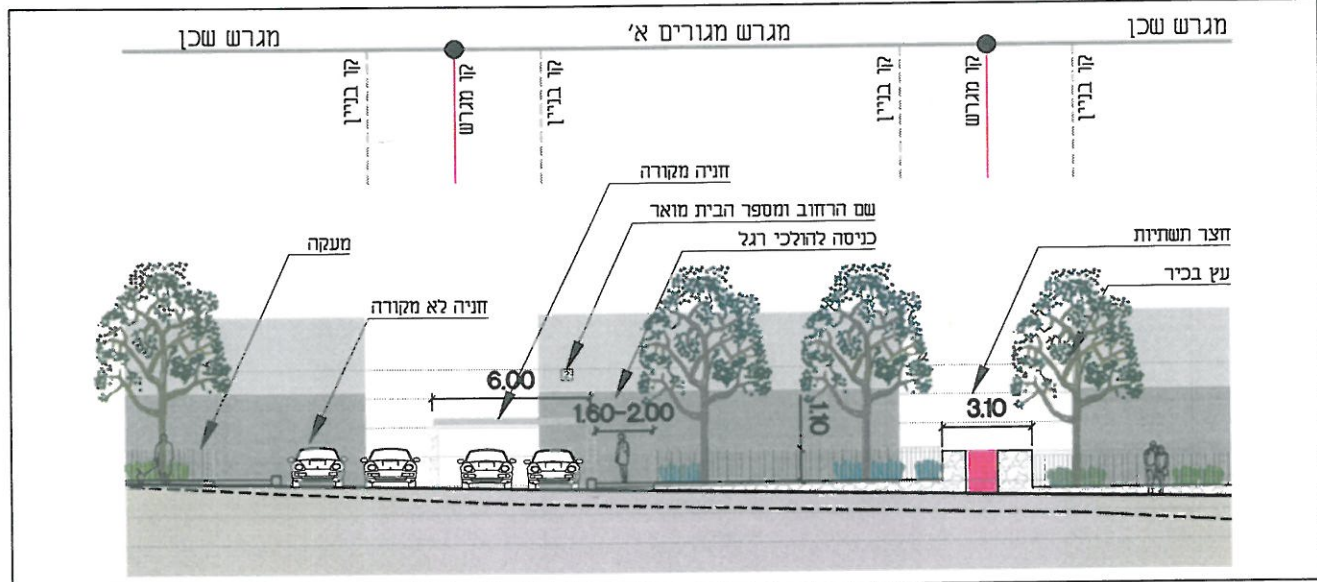 מגרש שכן
מגרש מגורים א'
מגרש שכן
קו בניין
קו מגרש
קו בניין
קו בניין
קו מגרש
קו בניין
חניה מקורה
שם הרחוב ומספר הבית מואר
כניסה להולכי רגל
חצר תשתיות
עץ בכיר
מעקה
חניה לא מקורה
6.00
1.60-2.00
1.10
3.10